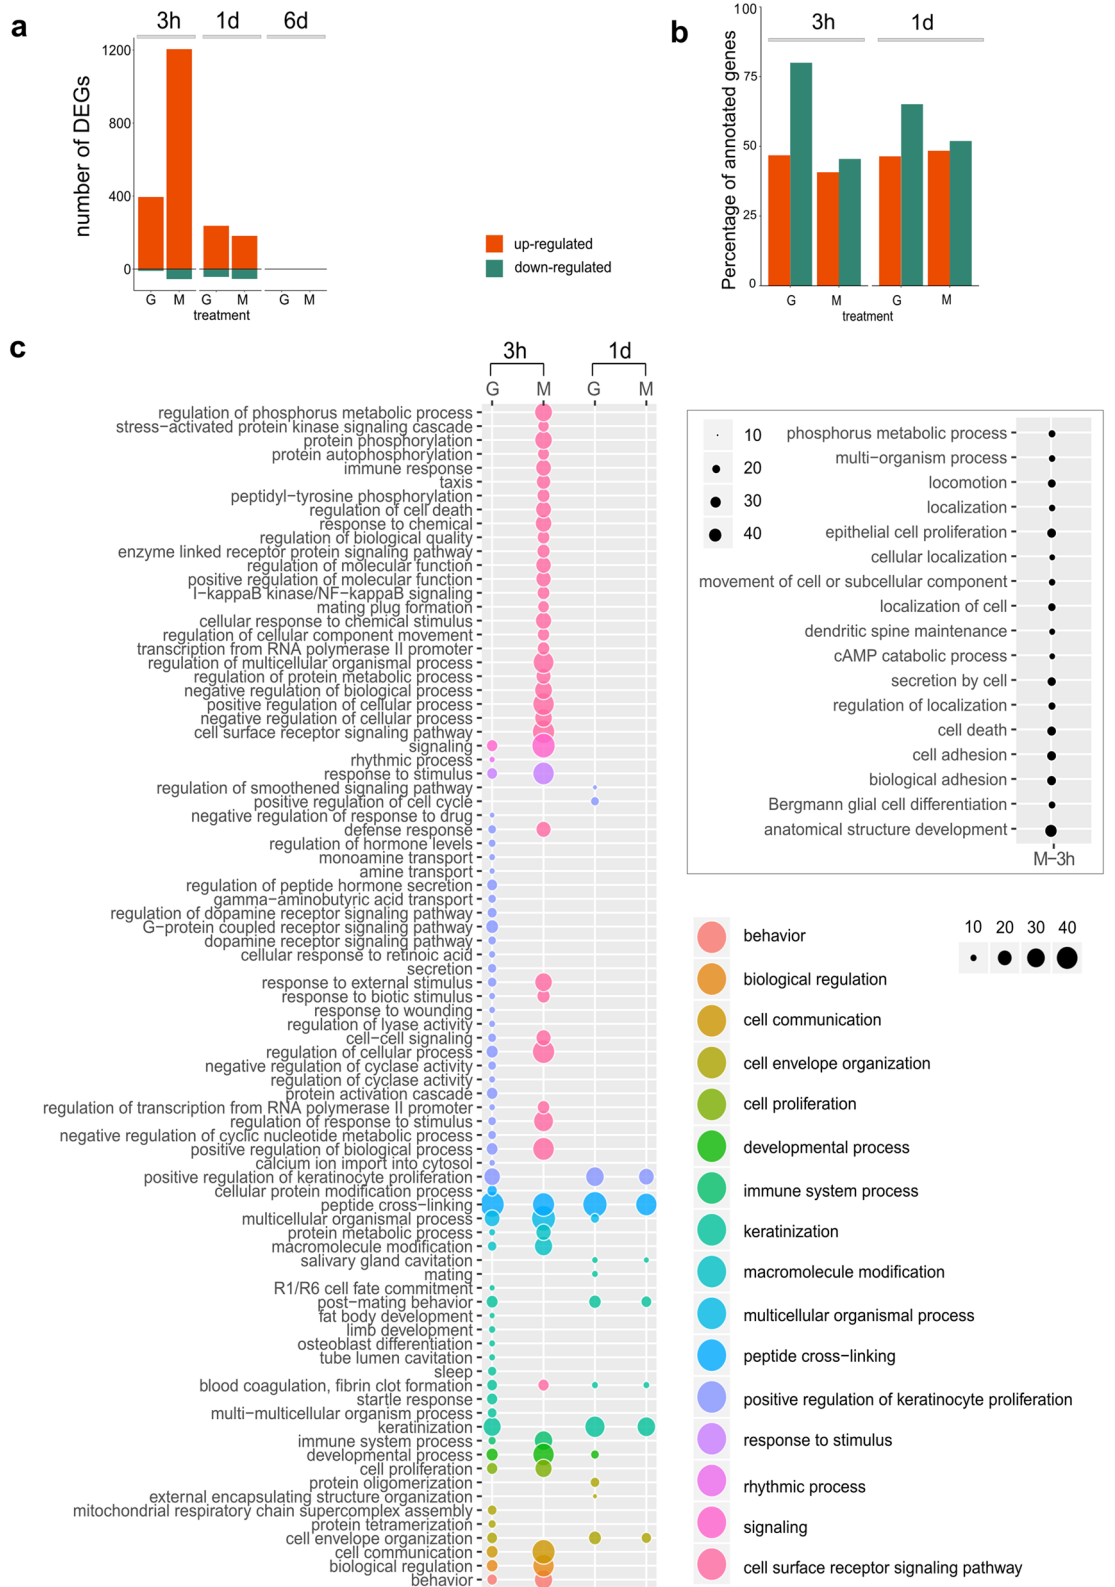 a
3h 1d 6d
number of DEGs
1200
800
400
0
G M G M G M
treatment
up-regulated
down-regulated
b
3h 1d
Percentage of annotated genes
100
75
50
25
0
G M G M
treatment
c
3h 1d
G M G M
regulation of phosphorus metabolic process
stress−activated protein kinase signaling cascade
protein phosphorylation
protein autophosphorylation
immune response
taxis
peptidyl−tyrosine phosphorylation
regulation of cell death
response to chemical
regulation of biological quality
enzyme linked receptor protein signaling pathway
regulation of molecular function
positive regulation of molecular function
I−kappaB kinase/NF−kappaB signaling
mating plug formation
cellular response to chemical stimulus
regulation of cellular component movement
transcription from RNA polymerase II promoter
regulation of multicellular organismal process
regulation of protein metabolic process
negative regulation of biological process
positive regulation of cellular process
negative regulation of cellular process
cell surface receptor signaling pathway
signaling
rhythmic process
response to stimulus
regulation of smoothened signaling pathway
positive regulation of cell cycle
negative regulation of response to drug
defense response
regulation of hormone levels
monoamine transport
amine transport
regulation of peptide hormone secretion
gamma−aminobutyric acid transport
regulation of dopamine receptor signaling pathway
G−protein coupled receptor signaling pathway
dopamine receptor signaling pathway
cellular response to retinoic acid
secretion
response to external stimulus
response to biotic stimulus
response to wounding
regulation of lyase activity
cell−cell signaling
regulation of cellular process
negative regulation of cyclase activity
regulation of cyclase activity
protein activation cascade
regulation of transcription from RNA polymerase II promoter
regulation of response to stimulus
negative regulation of cyclic nucleotide metabolic process
positive regulation of biological process
calcium ion import into cytosol
positive regulation of keratinocyte proliferation
cellular protein modification process
peptide cross−linking
multicellular organismal process
protein metabolic process
macromolecule modification
salivary gland cavitation
mating
R1/R6 cell fate commitment
post−mating behavior
fat body development
limb development
osteoblast differentiation
tube lumen cavitation
sleep
blood coagulation, fibrin clot formation
startle response
multi−multicellular organism process
keratinization
immune system process
developmental process
cell proliferation
protein oligomerization
external encapsulating structure organization
mitochondrial respiratory chain supercomplex assembly
protein tetramerization
cell envelope organization
cell communication
biological regulation
behavior
10
20
30
40
phosphorus metabolic process
multi−organism process
locomotion
localization
epithelial cell proliferation
cellular localization
movement of cell or subcellular component
localization of cell
dendritic spine maintenance
cAMP catabolic process
secretion by cell
regulation of localization
cell death
cell adhesion
biological adhesion
Bergmann glial cell differentiation
anatomical structure development
M−3h
10 20 30 40
behavior
biological regulation
cell communication
cell envelope organization
cell proliferation
developmental process
immune system process
keratinization
macromolecule modification
multicellular organismal process
peptide cross−linking
positive regulation of keratinocyte proliferation
response to stimulus
rhythmic process
signaling
cell surface receptor signaling pathway